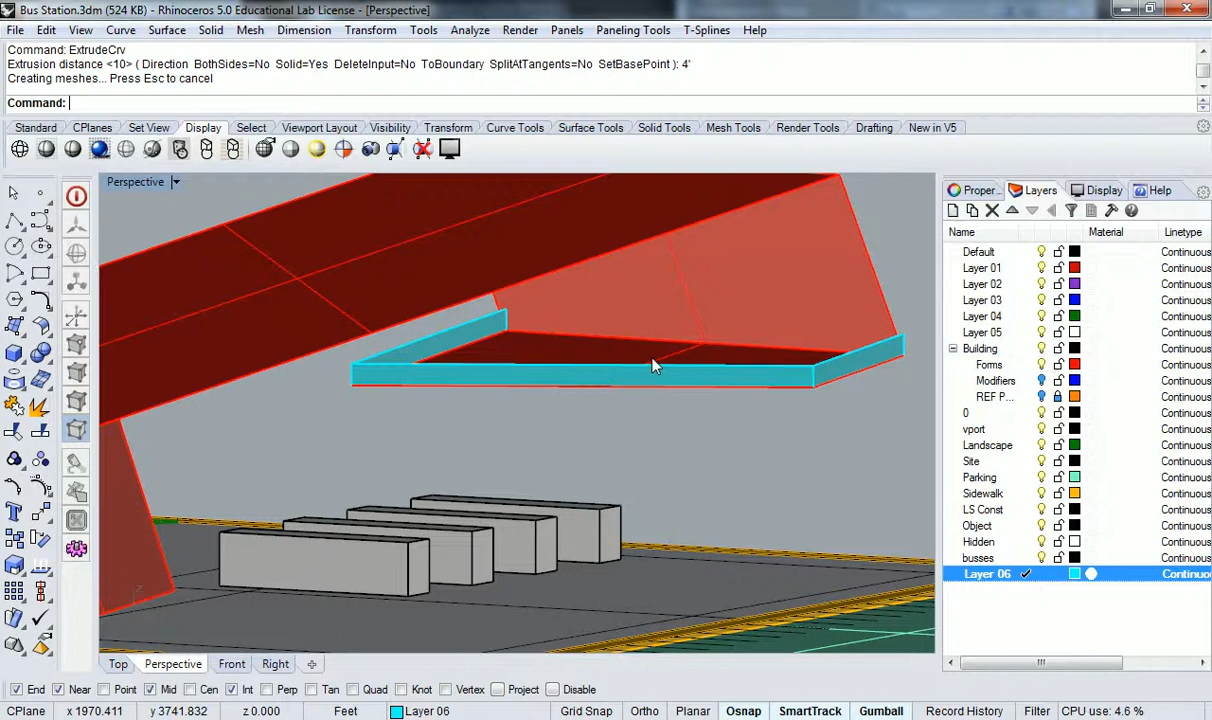 Bus Station.3dm (524 KB) - Rhinoceros 5.0 Educational Lab License - [Perspective]
File Edit View Curve Surface Solid Mesh Dimension Transform Tools Analyze Render Panels Paneling Tools T-Splines Help
Command: ExtrudeCrv
Extrusion distance <10> ( Direction BothSides=No Solid=Yes DeleteInput=No ToBoundary SplitAtTangents=No SetBasePoint ): 4'
Creating meshes... Press Esc to cancel
Command:
Standard CPlanes Set View Display Select Viewport Layout Visibility Transform Curve Tools Surface Tools Solid Tools Mesh Tools Render Tools Drafting New in V5
Perspective
Proper... Layers Display Help
Name Material Linetype
Default Continuous
Layer 01 Continuous
Layer 02 Continuous
Layer 03 Continuous
Layer 04 Continuous
Layer 05 Continuous
Building Continuous
Forms Continuous
Modifiers Continuous
REF P... Continuous
0 Continuous
vport Continuous
Landscape Continuous
Site Continuous
Parking Continuous
Sidewalk Continuous
LS Const Continuous
Object Continuous
Hidden Continuous
busses Continuous
Layer 06 Continuo
z
Top Perspective Front Right
End Near Point Mid Cen Int Perp Tan Quad Knot Vertex Project Disable
CPlane x 1970.411 y 3741.832 z 0.000 Feet Layer 06 Grid Snap Ortho Planar Osnap SmartTrack Gumball Record History Filter CPU use: 4.6 %